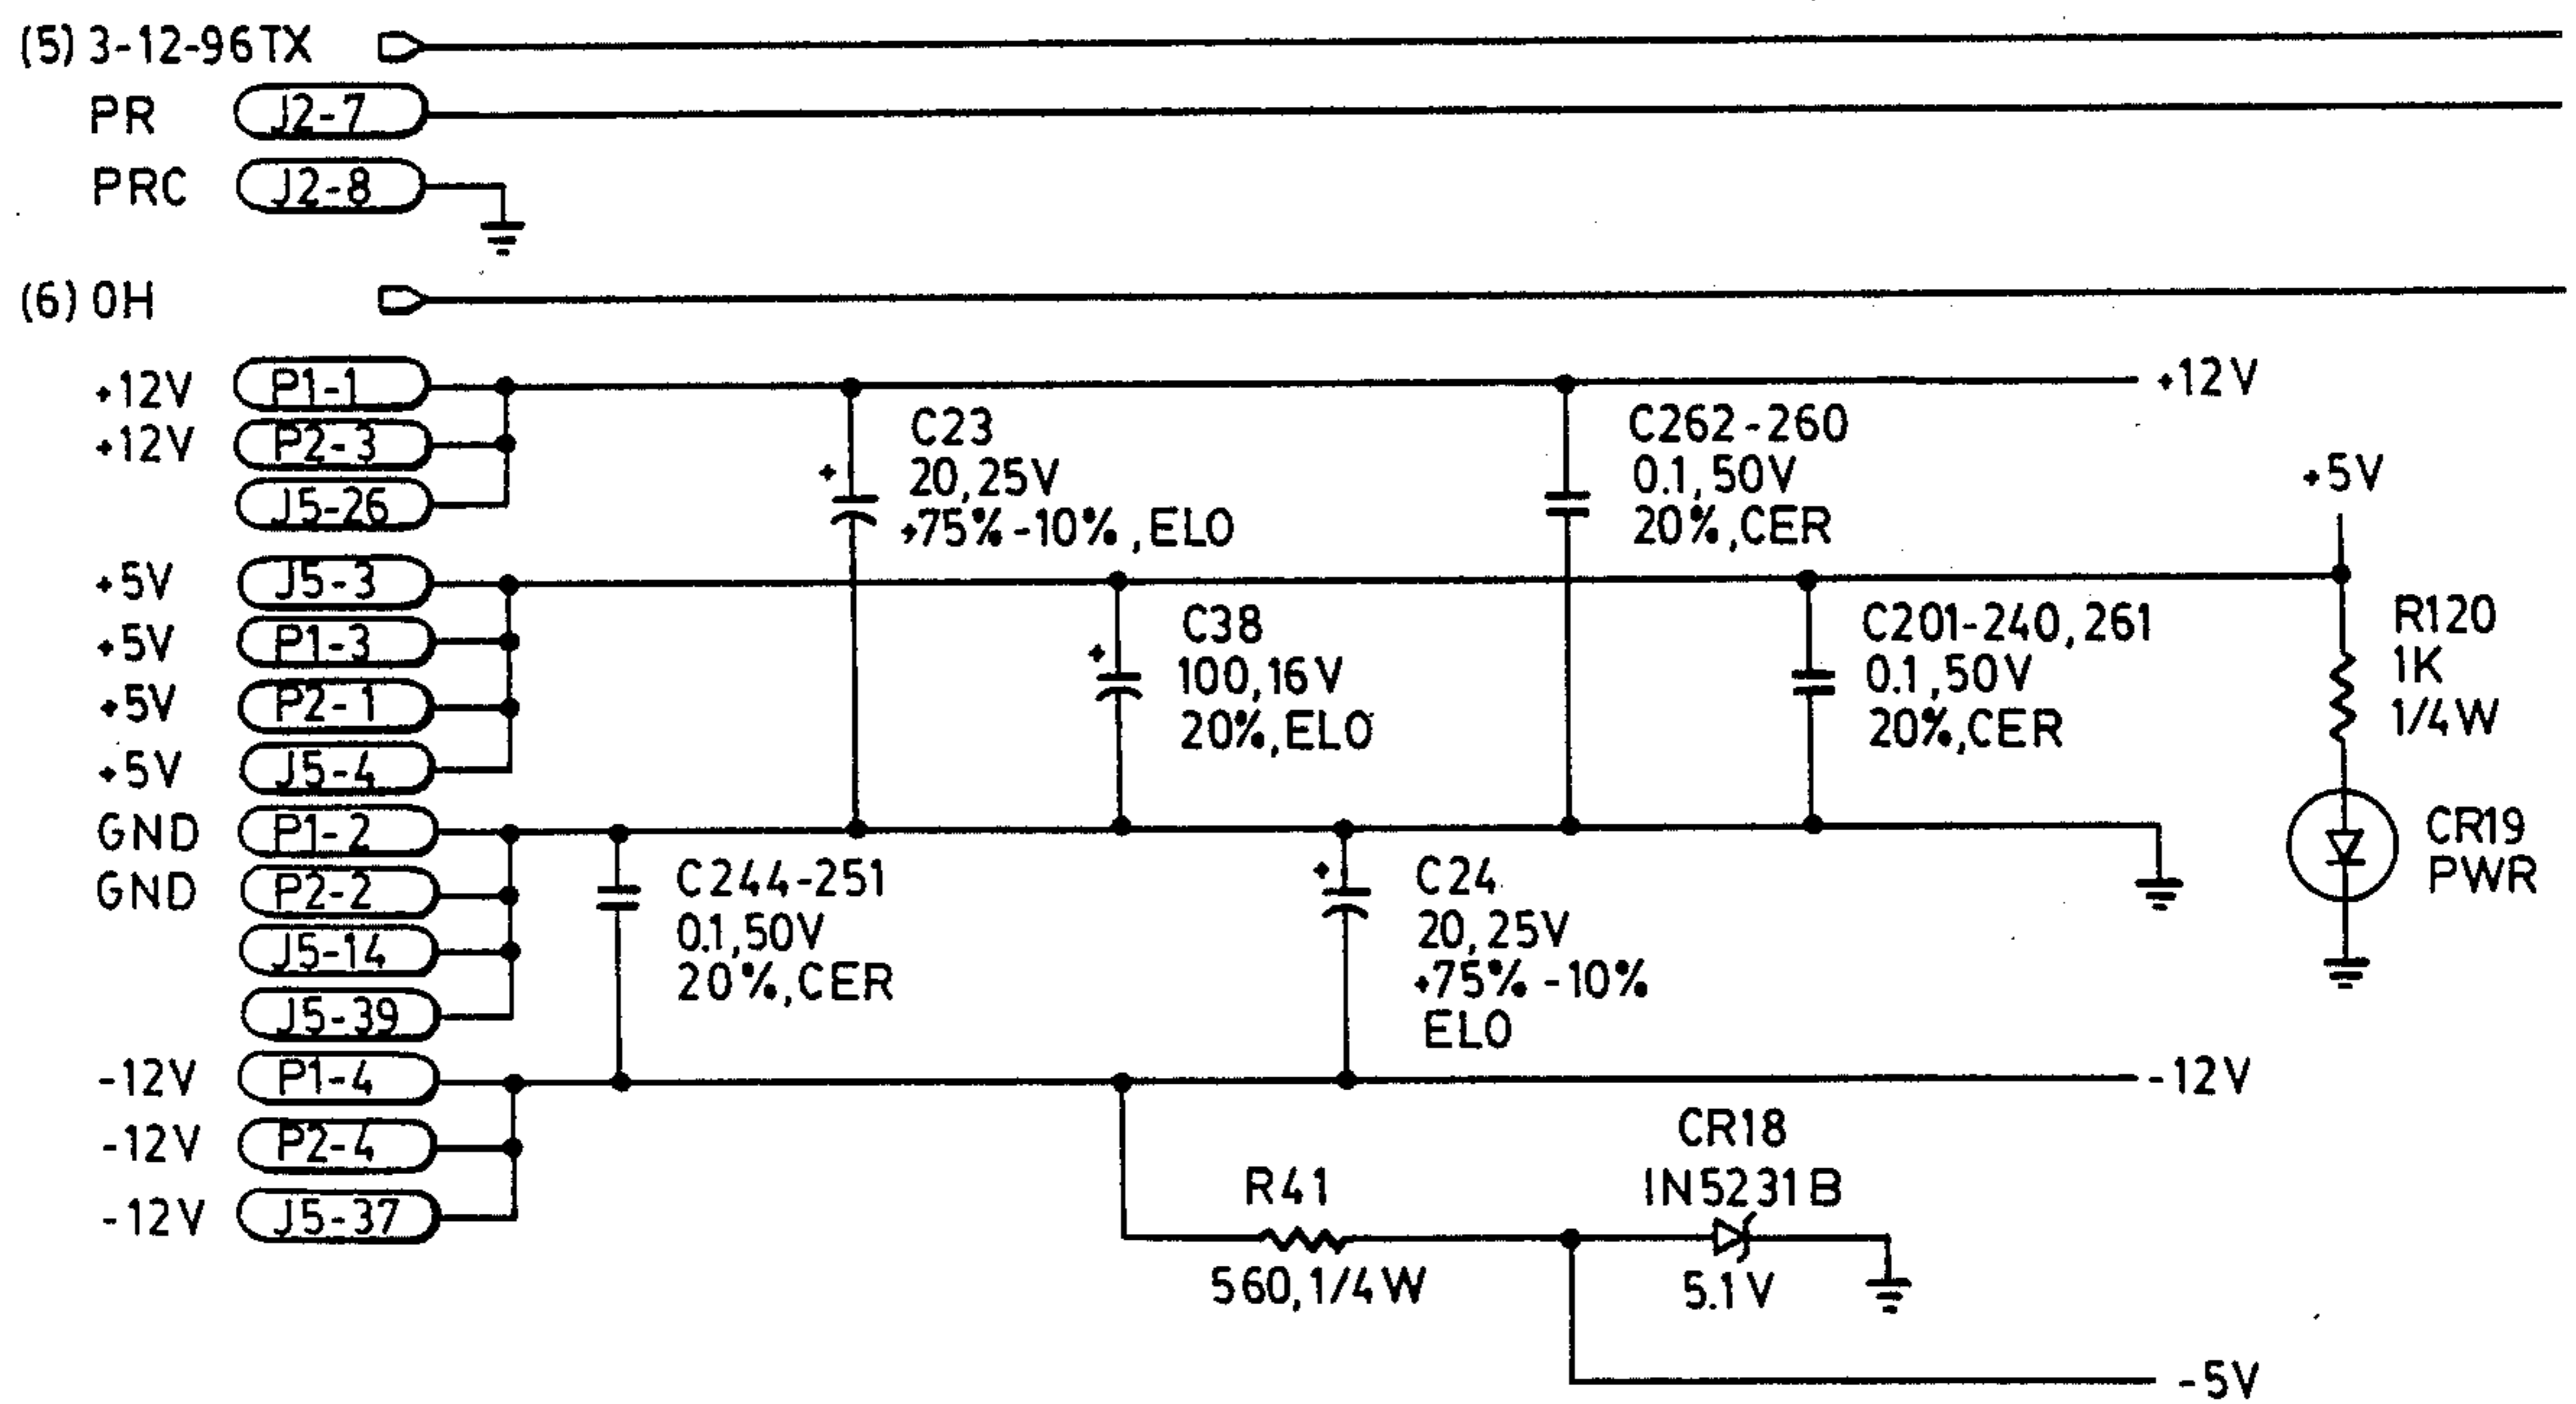 (5) 3-12-96TX
PR J2-7
PRC J2-8
(6) OH
+12V P1-1
+12V P2-3
J5-26
+5V J5-3
+5V P1-3
+5V P2-1
+5V J5-4
GND P1-2
GND P2-2
J5-14
J5-39
-12V P1-4
-12V P2-4
-12V J5-37
C23
20,25V
+75% -10%, ELO
C262-260
0.1,50V
20%,CER
+12V
+5V
C38
100,16V
20%,ELO
C201-240,261
0.1,50V
20%,CER
R120
1K
1/4W
CR19
PWR
C244-251
0.1,50V
20%,CER
C24
20,25V
+75% -10%
ELO
-12V
R41
560,1/4W
CR18
IN5231B
5.1V
-5V